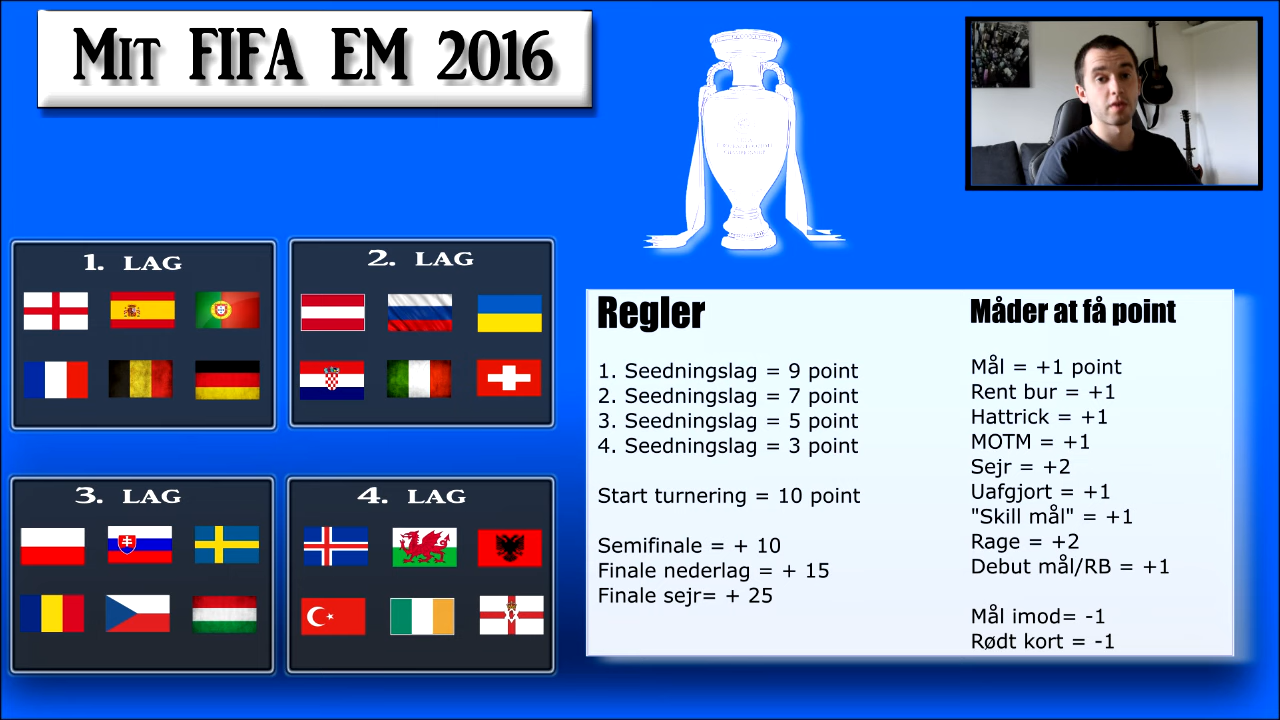 Mit FIFA EM 2016
1. LAG
2. LAG
3. LAG
4. LAG
Regler
1. Seedningslag = 9 point
2. Seedningslag = 7 point
3. Seedningslag = 5 point
4. Seedningslag = 3 point
Start turnering = 10 point
Semifinale = + 10
Finale nederlag = + 15
Finale sejr= + 25
Måder at få point
Mål = +1 point
Rent bur = +1
Hattrick = +1
MOTM = +1
Sejr = +2
Uafgjort = +1
"Skill mål" = +1
Rage = +2
Debut mål/RB = +1
Mål imod= -1
Rødt kort = -1